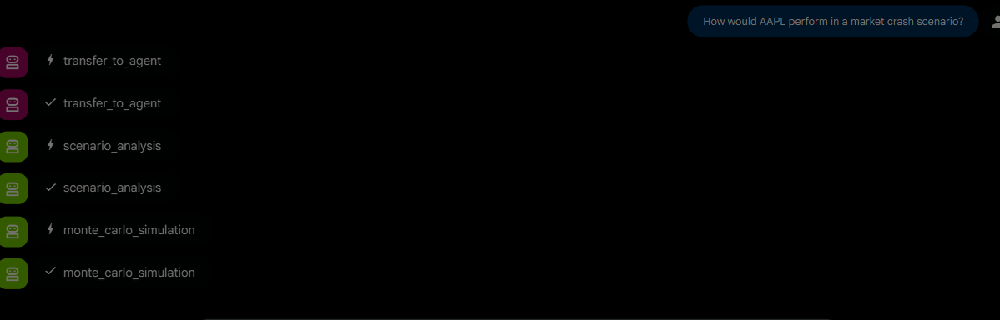 How would AAPL perform in a market crash scenario?
transfer_to_agent
transfer_to_agent
scenario_analysis
scenario_analysis
monte_carlo_simulation
monte_carlo_simulation